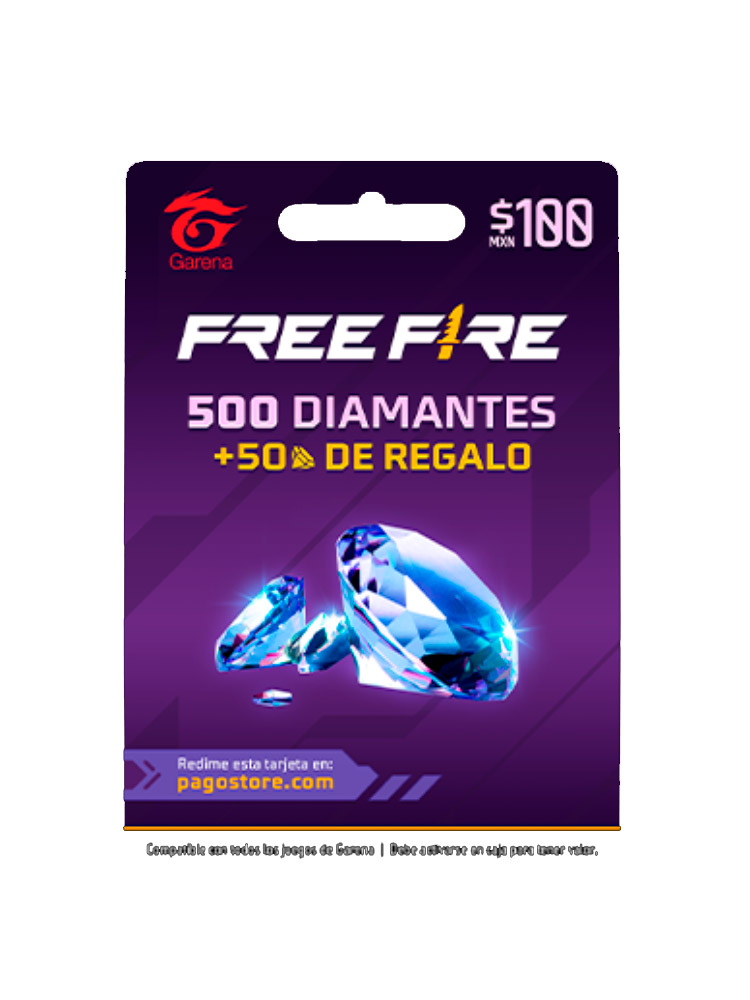 Garena
$100
MXN
FREE FIRE
500 DIAMANTES
+50 DE REGALO
Redime esta tarjeta en:
pagostore.com
Compatible con todos los juegos de Garena | Debe activarse en caja para tener valor.